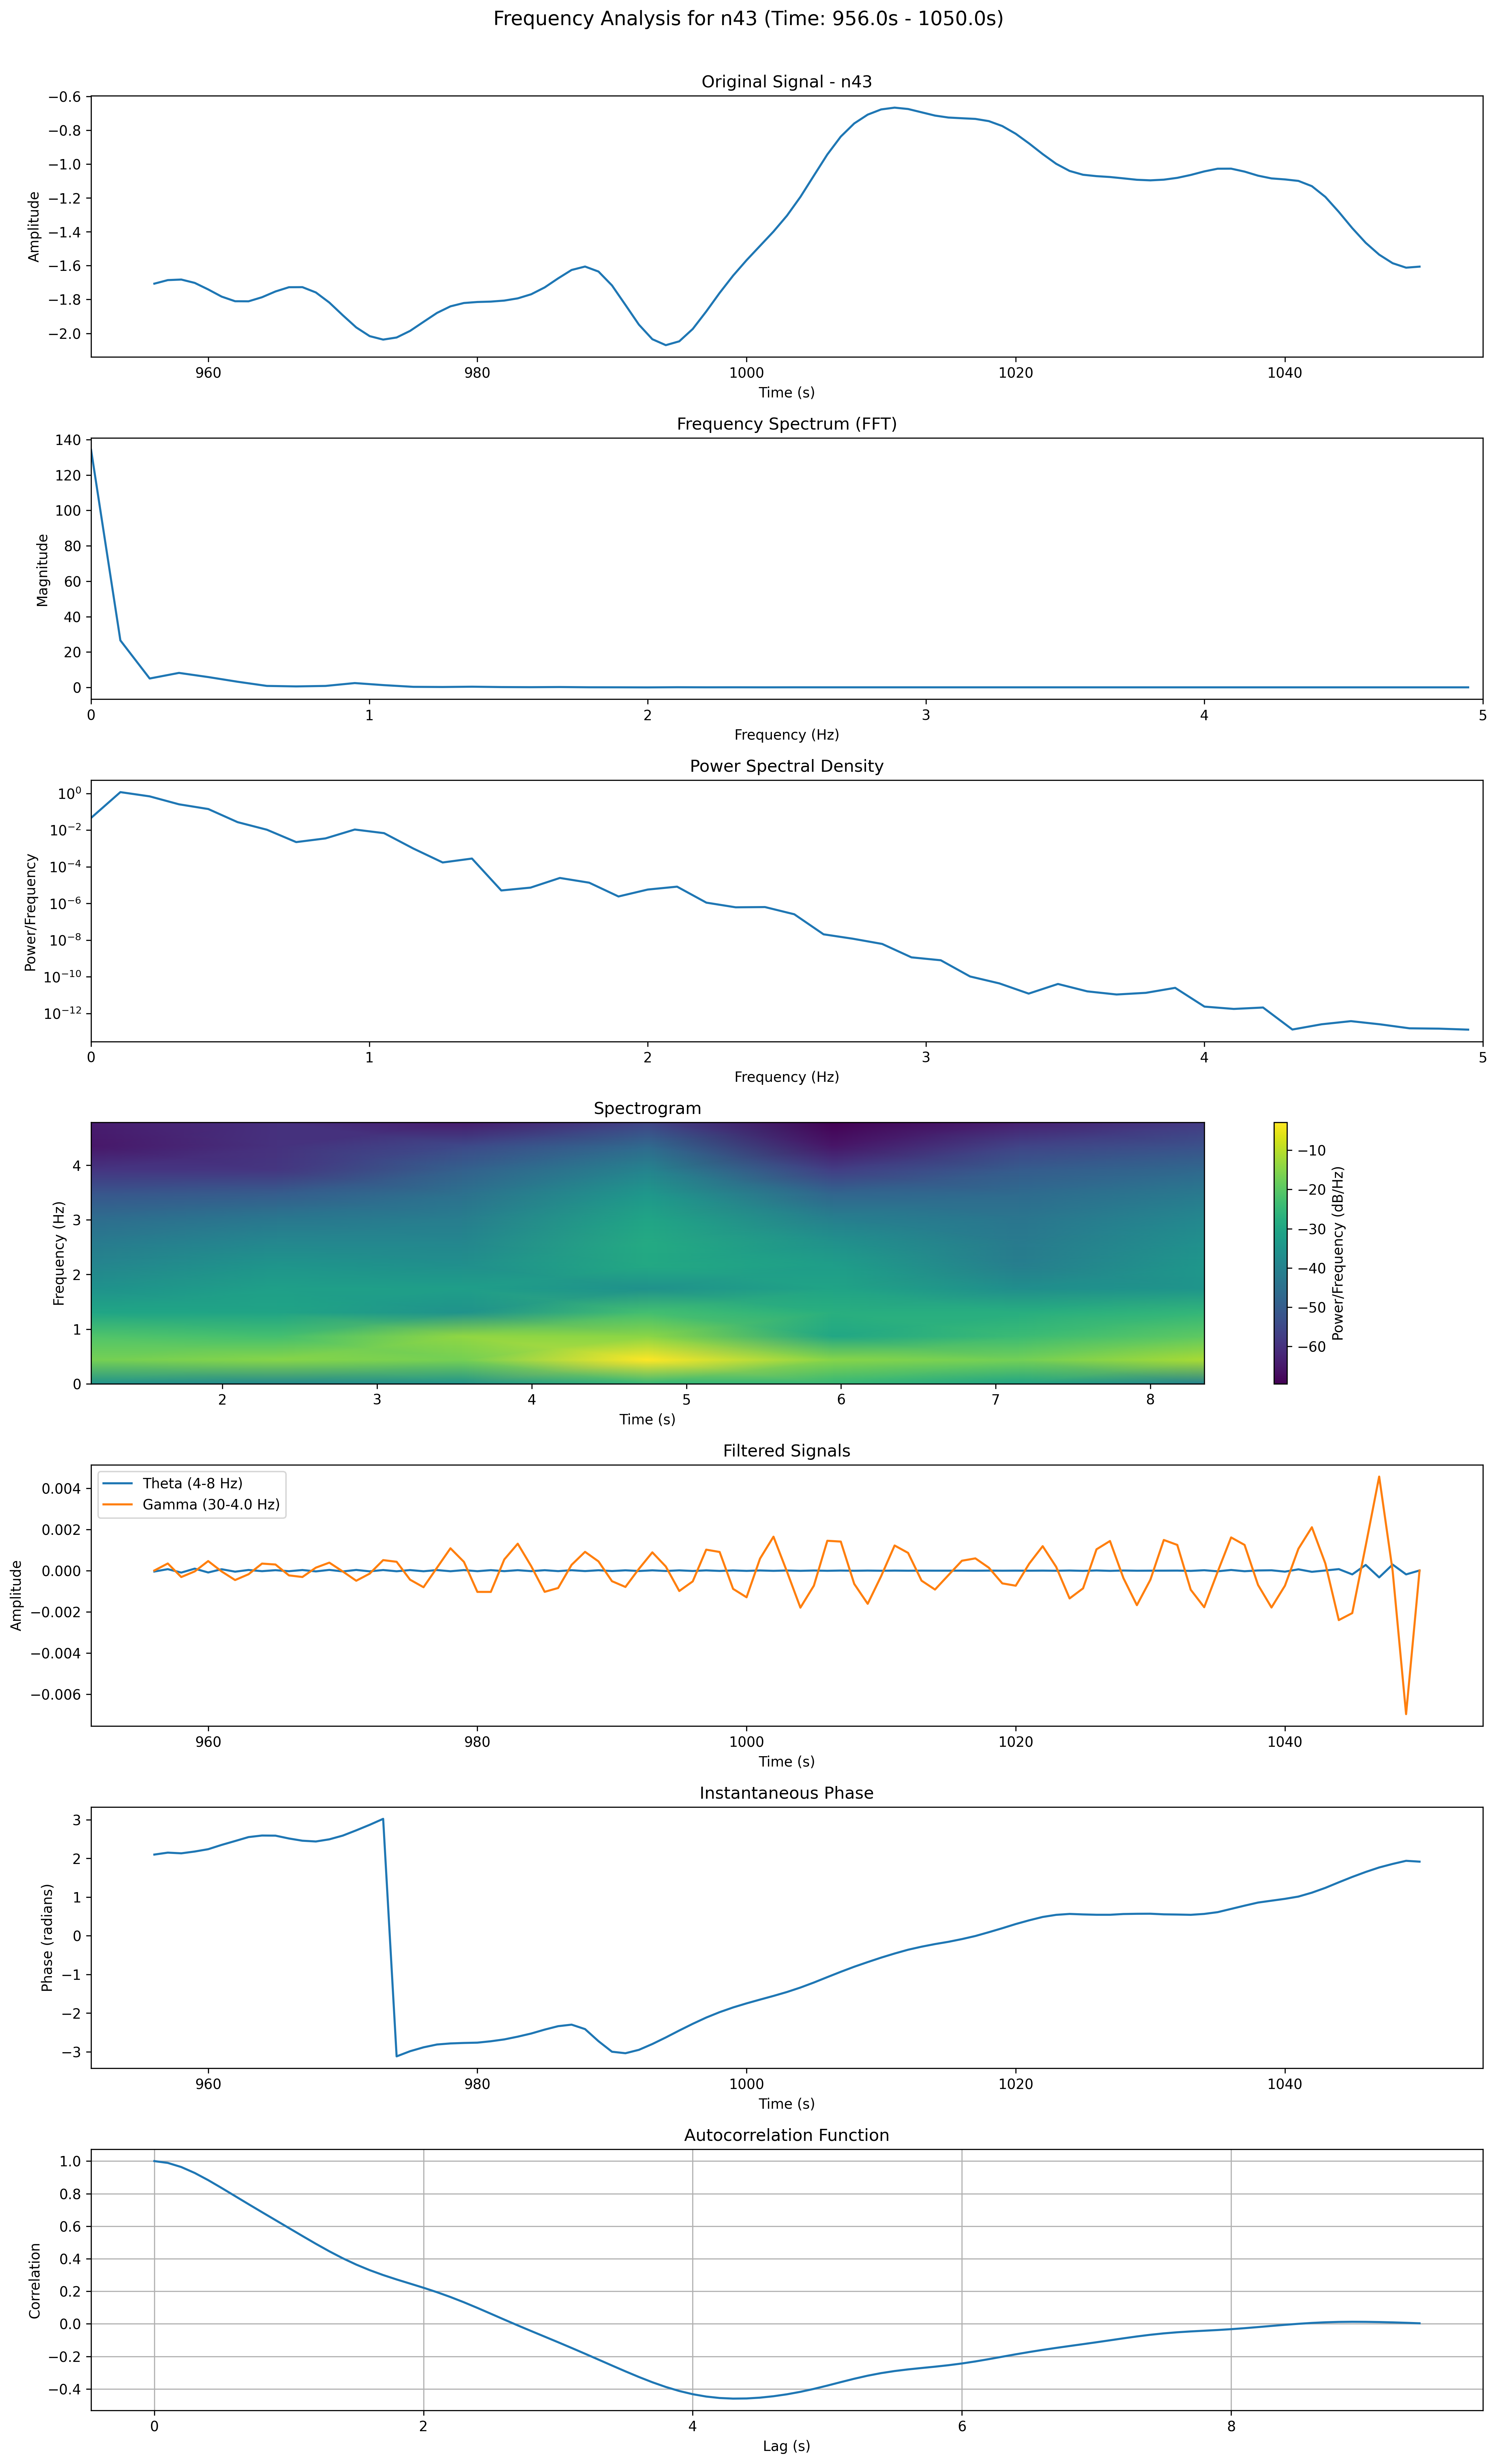 Frequency Analysis for n43 (Time: 956.0s - 1050.0s)
Original Signal - n43
−0.6
−0.8
−1.0
−1.2
−1.4
−1.6
−1.8
−2.0
Amplitude
960 980 1000 1020 1040
Time (s)
Frequency Spectrum (FFT)
140
120
100
80
60
40
20
0
Magnitude
0 1 2 3 4 5
Frequency (Hz)
Power Spectral Density
10⁰
10⁻²
10⁻⁴
10⁻⁶
10⁻⁸
10⁻¹⁰
10⁻¹²
Power/Frequency
0 1 2 3 4 5
Frequency (Hz)
Spectrogram
4
3
2
1
0
Frequency (Hz)
2 3 4 5 6 7 8
Time (s)
−10
−20
−30
−40
−50
−60
Power/Frequency (dB/Hz)
Filtered Signals
Theta (4-8 Hz)
Gamma (30-4.0 Hz)
0.004
0.002
0.000
−0.002
−0.004
−0.006
Amplitude
960 980 1000 1020 1040
Time (s)
Instantaneous Phase
3
2
1
0
−1
−2
−3
Phase (radians)
960 980 1000 1020 1040
Time (s)
Autocorrelation Function
1.0
0.8
0.6
0.4
0.2
0.0
−0.2
−0.4
Correlation
0 2 4 6 8
Lag (s)